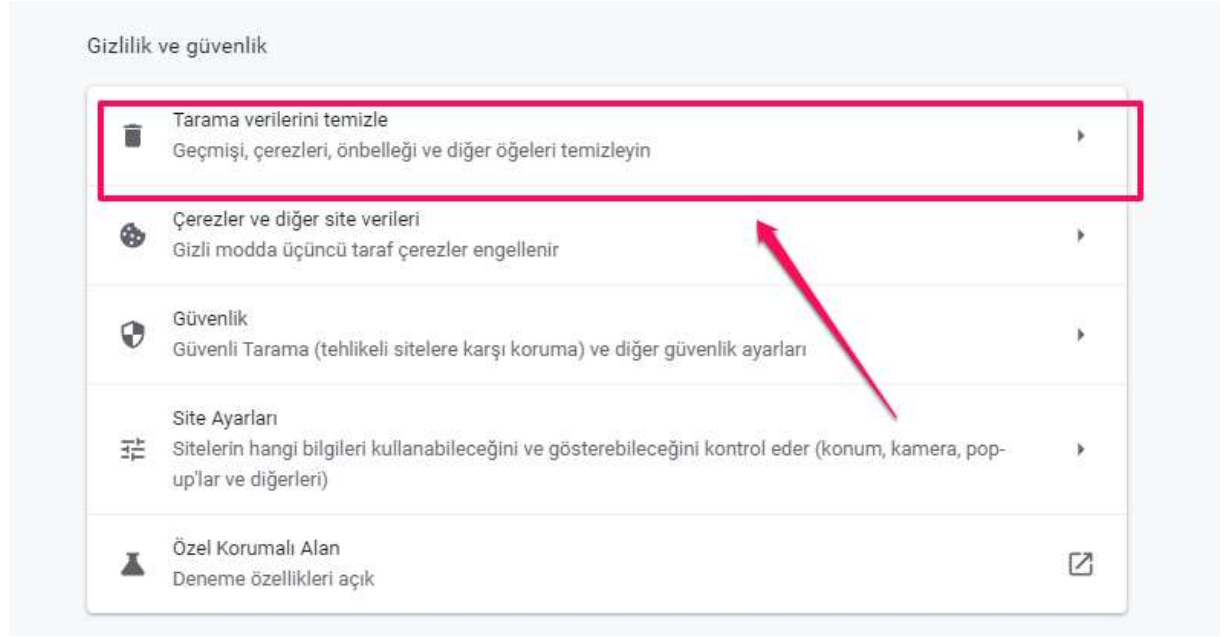 Gizlilik ve güvenlik
Tarama verilerini temizle
Geçmişi, çerezleri, önbelleği ve diğer öğeleri temizleyin
Çerezler ve diğer site verileri
Gizli modda üçüncü taraf çerezler engellenir
Güvenlik
Güvenli Tarama (tehlikeli sitelere karşı koruma) ve diğer güvenlik ayarları
Site Ayarları
Sitelerin hangi bilgileri kullanabileceğini ve gösterebileceğini kontrol eder (konum, kamera, pop-
up'lar ve diğerleri)
Özel Korumalı Alan
Deneme özellikleri açık